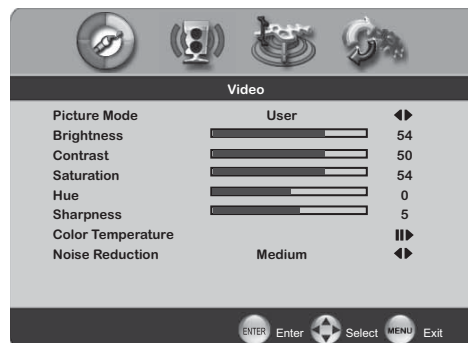 Video
Picture Mode User
Brightness 54
Contrast 50
Saturation 54
Hue 0
Sharpness 5
Color Temperature
Noise Reduction Medium
ENTER Enter Select MENU Exit